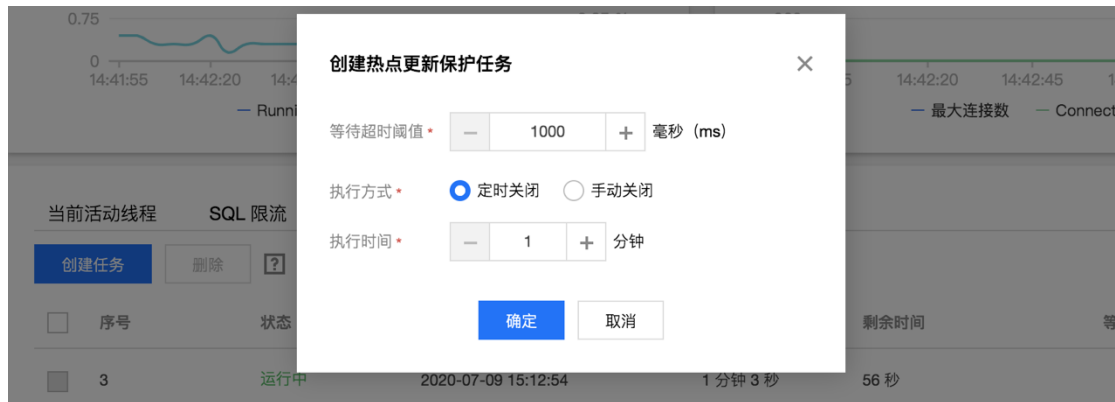 0.75
0
14:41:55 14:42:20 14:4
Runni
14:42:20 14:42:45
最大连接数 Connect
创建热点更新保护任务
等待超时阈值* 1000 毫秒（ms）
执行方式* 定时关闭 手动关闭
执行时间* 1 分钟
确定 取消
当前活动线程 SQL 限流
创建任务 删除 ?
序号 状态 剩余时间 等
3 运行中 2020-07-09 15:12:54 1 分钟 3 秒 56 秒